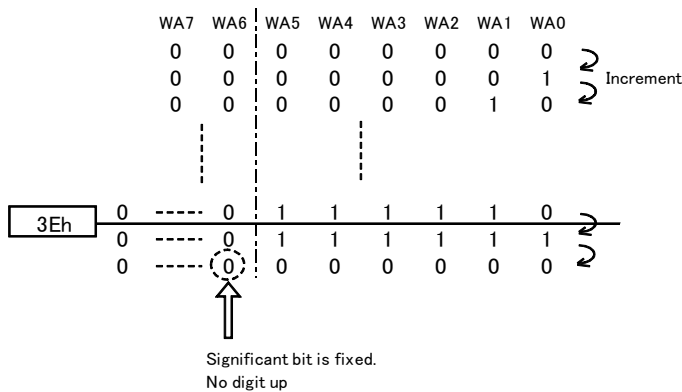 WA7 WA6 WA5 WA4 WA3 WA2 WA1 WA0
0 0 0 0 0 0 0 0
0 0 0 0 0 0 0 1 Increment
0 0 0 0 0 0 1 0
0 ----- 0 1 1 1 1 1 0
3Eh
0 ----- 0 1 1 1 1 1 1
0 ----- 0 0 0 0 0 0 0
Significant bit is fixed.
No digit up